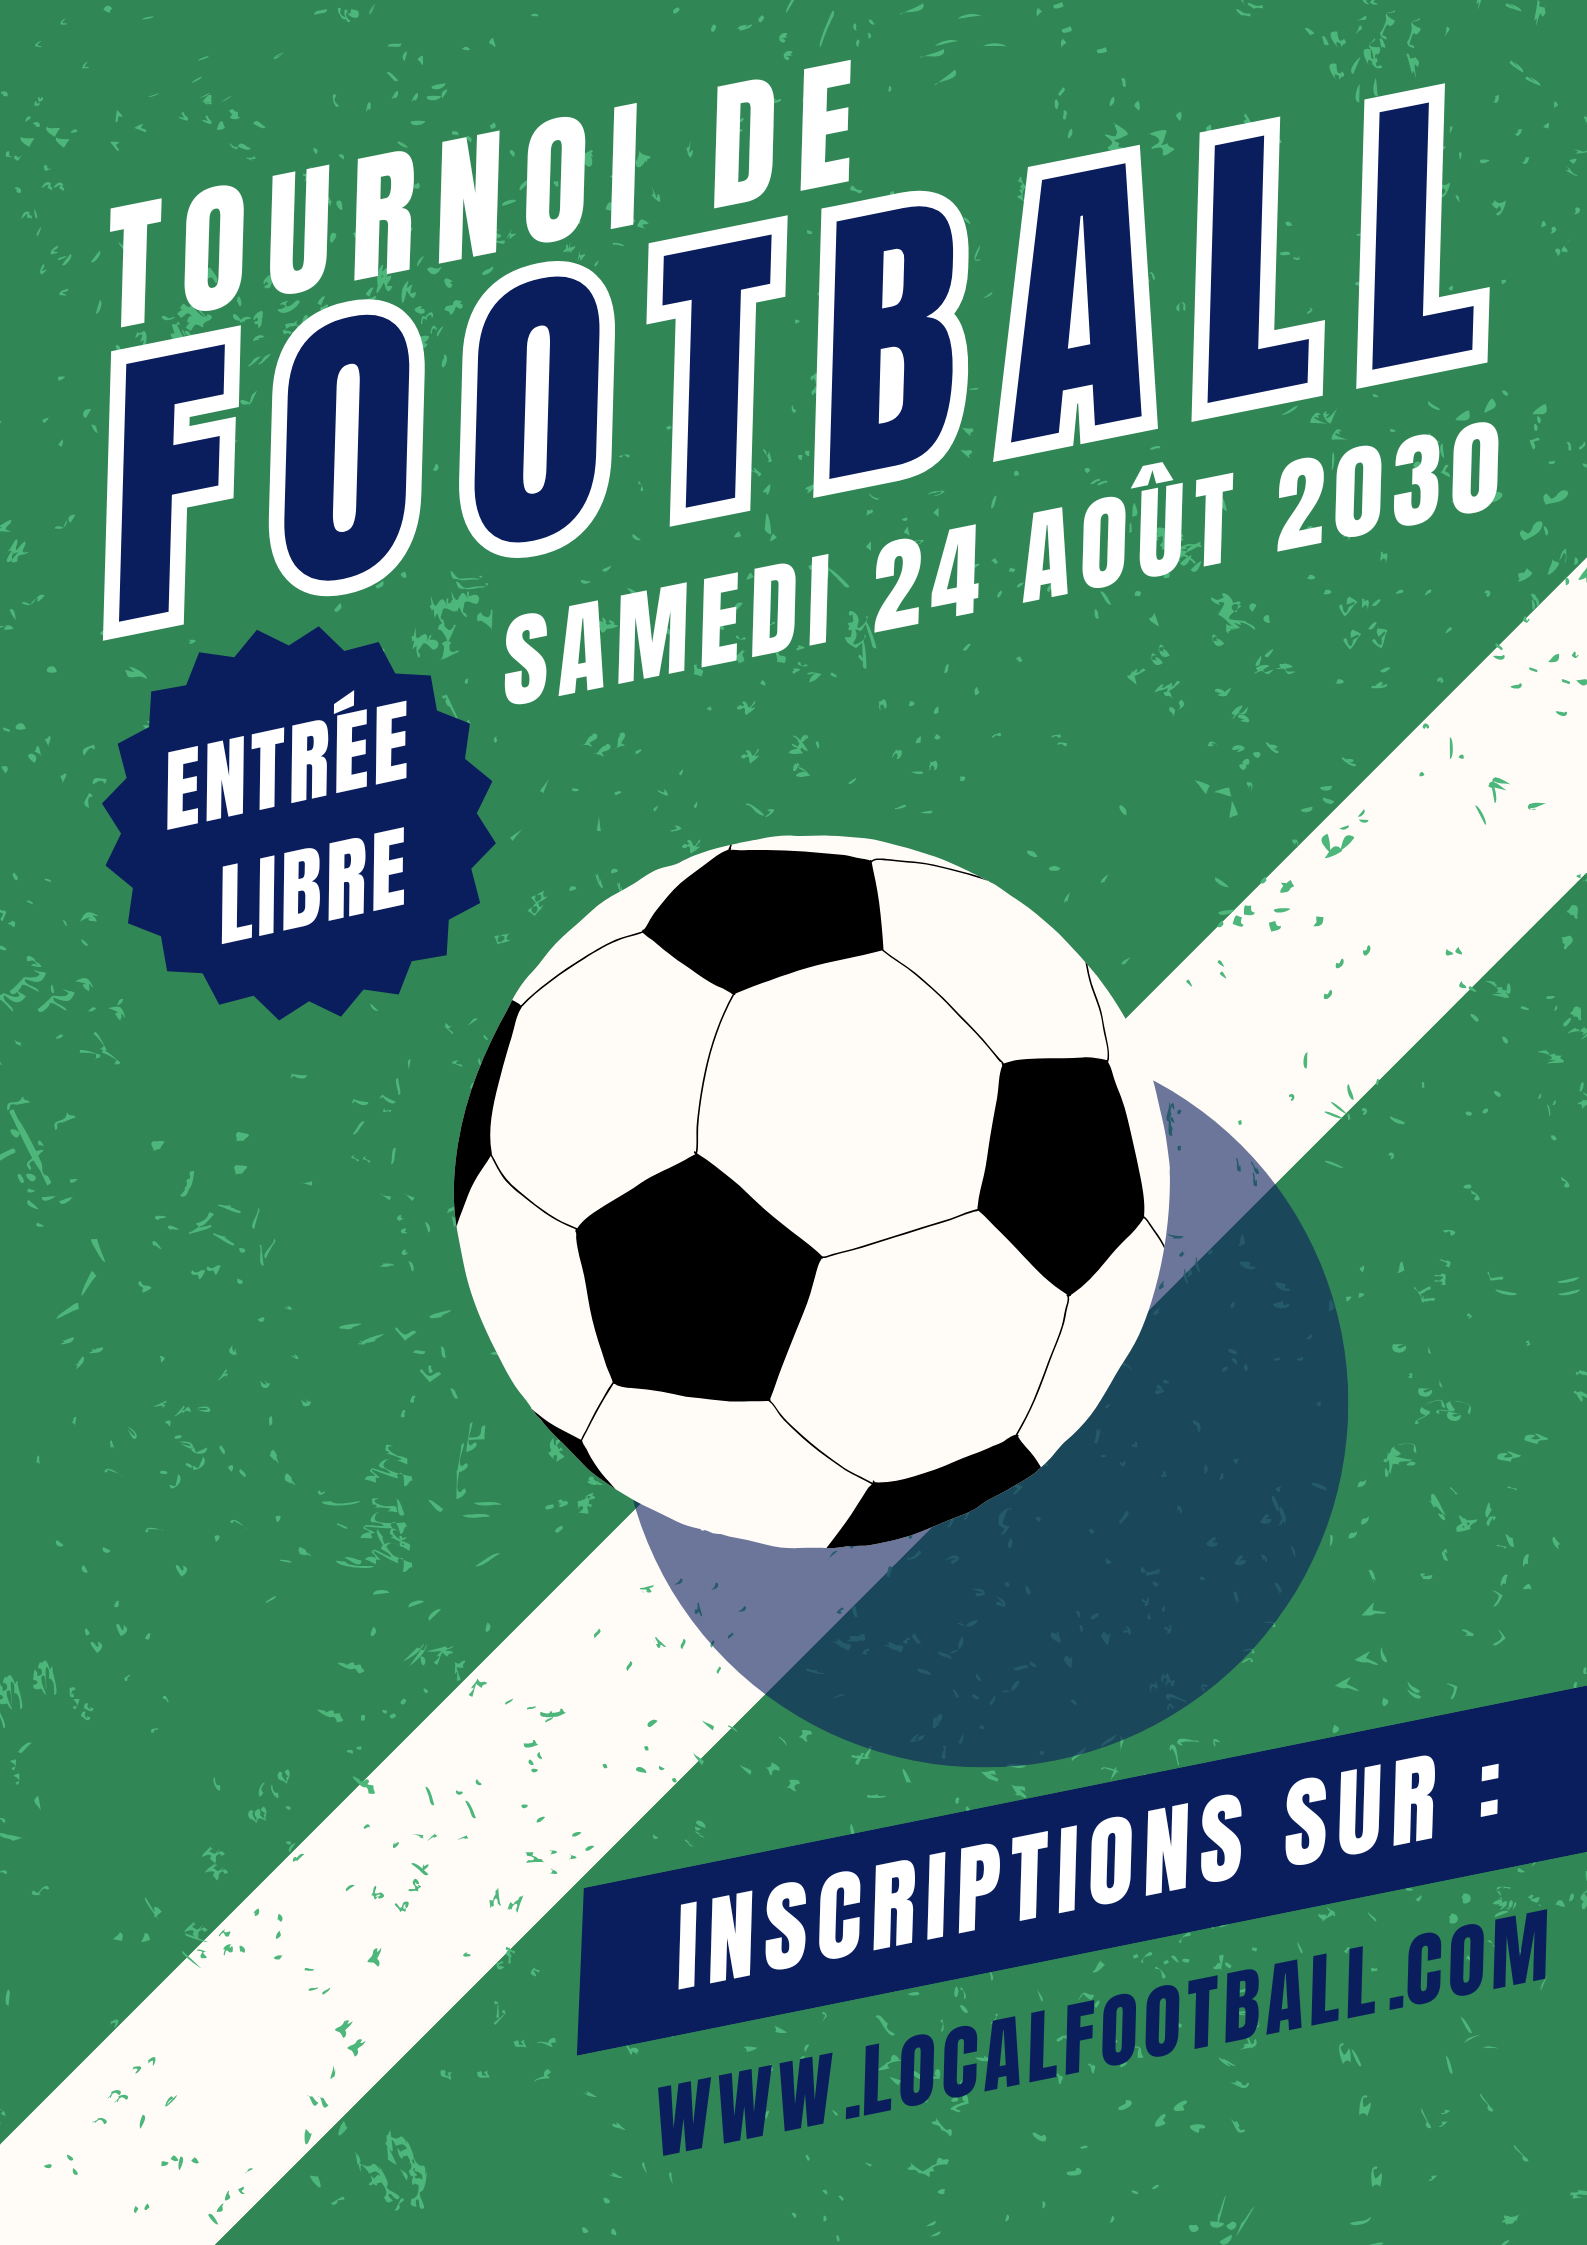 TOURNOI DE
FOOTBALL
SAMEDI 24 AOÛT 2030
ENTRÉE
LIBRE
INSCRIPTIONS SUR :
WWW.LOCALFOOTBALL.COM